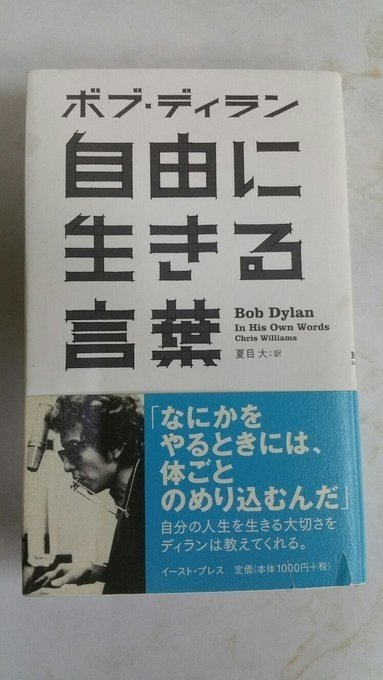 ボブ・ディラン
自由に
生きる
言葉
Bob Dylan
In His Own Words
Chris Williams
夏目 大:訳
「なにかを
やるときには、
体ごと
のめり込むんだ」
自分の人生を生きる大切さを
ディランは教えてくれる。
イースト・プレス 定価(本体1000円+税)